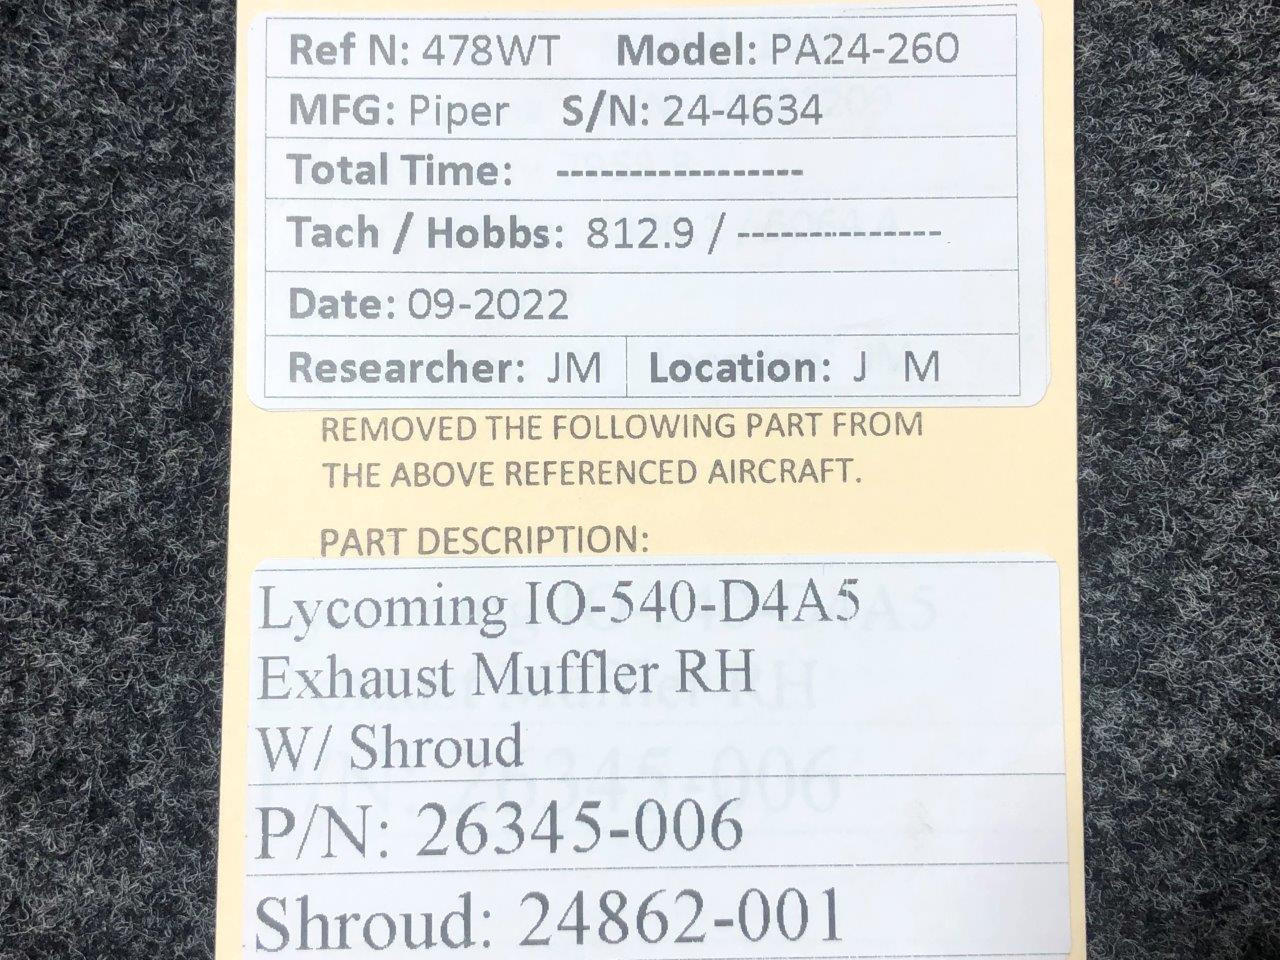 Ref N: 478WT Model: PA24-260
MFG: Piper S/N: 24-4634
Total Time: -----------------
Tach / Hobbs: 812.9 / --------------
Date: 09-2022
Researcher: JM Location: J M
REMOVED THE FOLLOWING PART FROM
THE ABOVE REFERENCED AIRCRAFT.
PART DESCRIPTION:
Lycoming IO-540-D4A5
Exhaust Muffler RH
W/ Shroud
P/N: 26345-006
Shroud: 24862-001